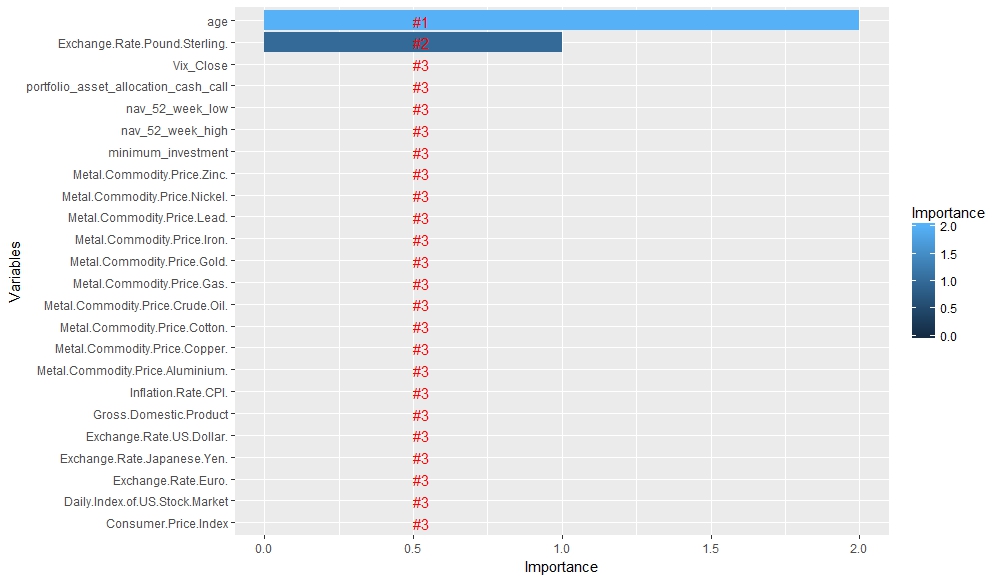 age #1
Exchange.Rate.Pound.Sterling. #2
Vix_Close #3
portfolio_asset_allocation_cash_call #3
nav_52_week_low #3
nav_52_week_high #3
minimum_investment #3
Metal.Commodity.Price.Zinc. #3
Metal.Commodity.Price.Nickel. #3
Metal.Commodity.Price.Lead. #3
Metal.Commodity.Price.Iron. #3
Metal.Commodity.Price.Gold. #3
Metal.Commodity.Price.Gas. #3
Metal.Commodity.Price.Crude.Oil. #3
Metal.Commodity.Price.Cotton. #3
Metal.Commodity.Price.Copper. #3
Metal.Commodity.Price.Aluminium. #3
Inflation.Rate.CPI. #3
Gross.Domestic.Product #3
Exchange.Rate.US.Dollar. #3
Exchange.Rate.Japanese.Yen. #3
Exchange.Rate.Euro. #3
Daily.Index.of.US.Stock.Market #3
Consumer.Price.Index #3
Variables
0.0 0.5 1.0 1.5 2.0
Importance
Importance
2.0
1.5
1.0
0.5
0.0